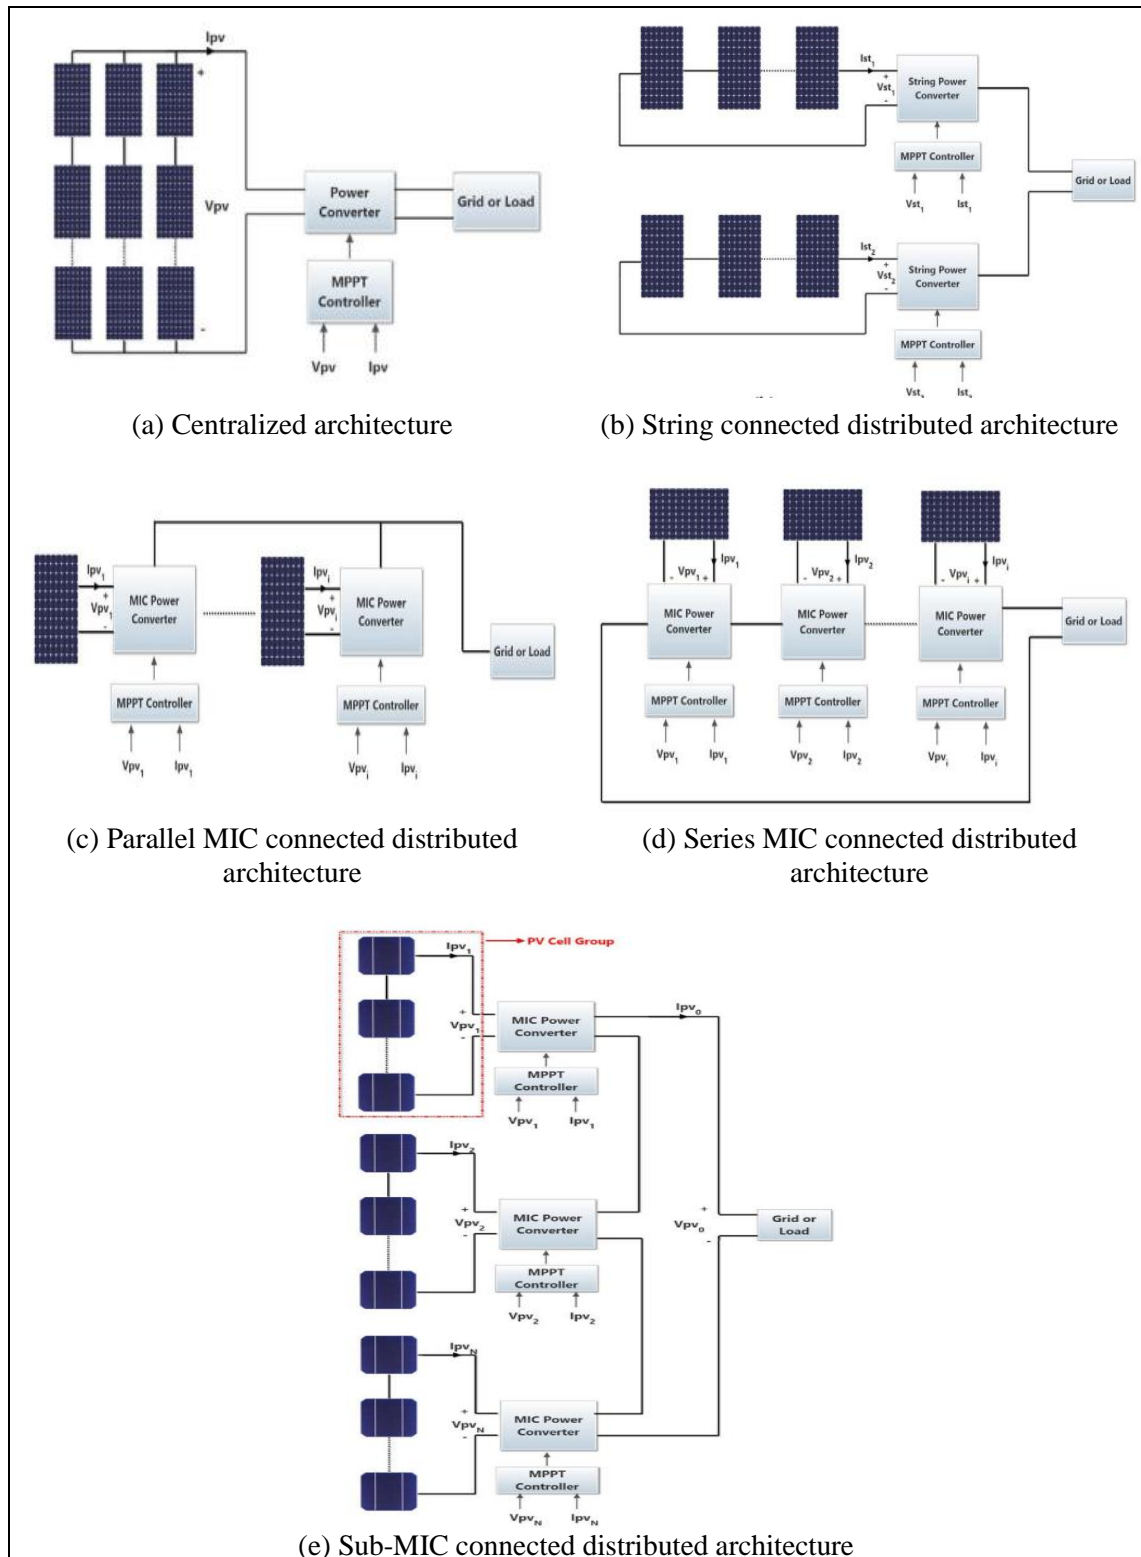 Ipv
+
Vpv
-
Power
Converter
Grid or Load
MPPT
Controller
Vpv Ipv
(a) Centralized architecture
Ist1
+
Vst1
-
String Power
Converter
MPPT Controller
Vst1 Ist1
Grid or Load
Ist2
+
Vst2
-
String Power
Converter
MPPT Controller
(b) String connected distributed architecture
Ipv1
+
Vpv1
-
MIC Power
Converter
MPPT Controller
Vpv1 Ipv1
Ipvi
+
Vpvi
-
MIC Power
Converter
MPPT Controller
Vpvi Ipvi
Grid or Load
(c) Parallel MIC connected distributed
architecture
Ipv1
- Vpv1 +
MIC Power
Converter
MPPT Controller
Vpv1 Ipv1
Ipv2
- Vpv2 +
MIC Power
Converter
MPPT Controller
Vpv2 Ipv2
Ipvi
- Vpvi +
MIC Power
Converter
MPPT Controller
Vpvi Ipvi
Grid or Load
(d) Series MIC connected distributed
architecture
PV Cell Group
Ipv1
+
Vpv1
-
MIC Power
Converter
MPPT
Controller
Vpv1 Ipv1
Ipv0
Ipv2
+
Vpv2
-
MIC Power
Converter
MPPT
Controller
Vpv2 Ipv2
+
Vpv0
-
Grid or
Load
IpvN
+
VpvN
-
MIC Power
Converter
MPPT
Controller
VpvN IpvN
(e) Sub-MIC connected distributed architecture